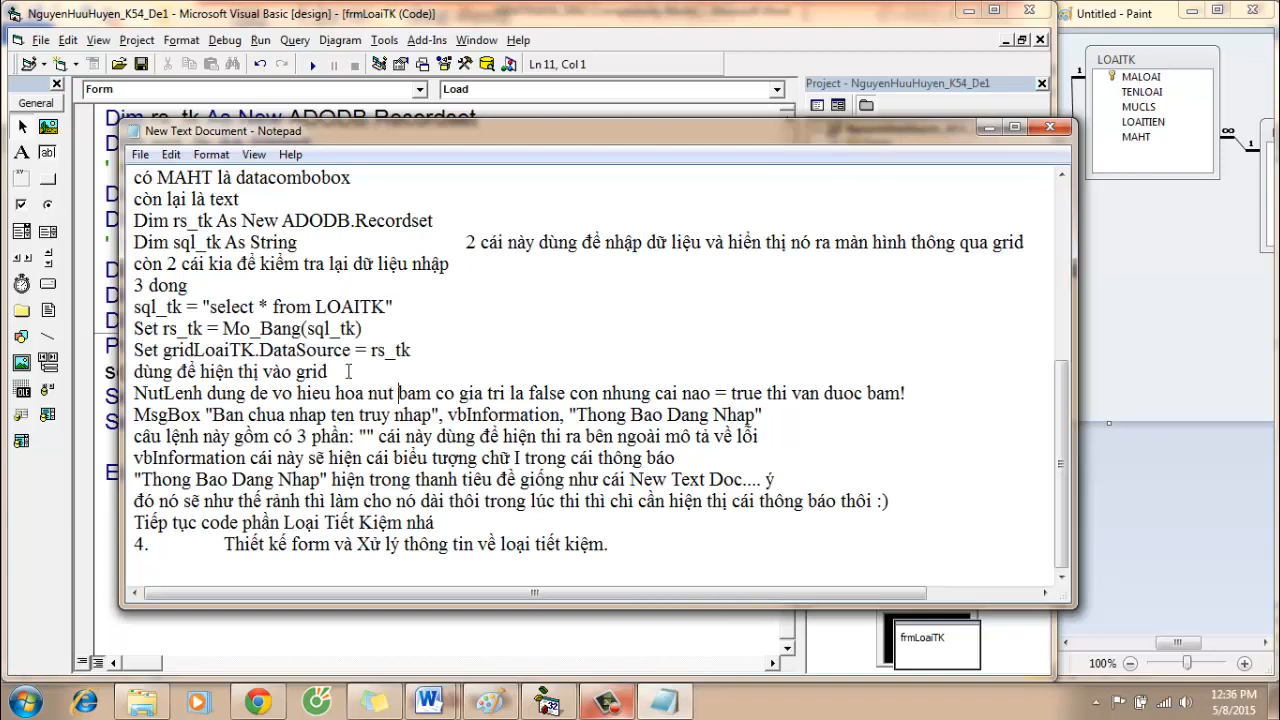 NguyenHuuHuyen_K54_De1 - Microsoft Visual Basic [design] - [frmLoaiTK (Code)]
Untitled - Paint
File Edit View Project Format Debug Run Query Diagram Tools Add-Ins Window Help
Ln 11, Col 1
General
Form
Load
Project - NguyenHuuHuyen_K54_De1
LOAITK
MALOAI
TENLOAI
MUCLS
LOAITIEN
MAHT
1
∞
1
New Text Document - Notepad
File Edit Format View Help
có MAHT là datacombobox
còn lại là text
Dim rs_tk As New ADODB.Recordset
Dim sql_tk As String 2 cái này dùng để nhập dữ liệu và hiển thị nó ra màn hình thông qua grid
còn 2 cái kia để kiểm tra lại dữ liệu nhập
3 dong
sql_tk = "select * from LOAITK"
Set rs_tk = Mo_Bang(sql_tk)
Set gridLoaiTK.DataSource = rs_tk
dùng để hiện thị vào grid
NutLenh dung de vo hieu hoa nut bam co gia tri la false con nhung cai nao = true thi van duoc bam!
MsgBox "Ban chua nhap ten truy nhap", vbInformation, "Thong Bao Dang Nhap"
câu lệnh này gồm có 3 phần: "" cái này dùng để hiện thi ra bên ngoài mô tả về lỗi
vbInformation cái này sẽ hiện cái biểu tượng chữ I trong cái thông báo
"Thong Bao Dang Nhap" hiện trong thanh tiêu đề giống như cái New Text Doc.... ý
đó nó sẽ như thế rảnh thì làm cho nó dài thôi trong lúc thi thì chỉ cần hiện thị cái thông báo thôi :)
Tiếp tục code phần Loại Tiết Kiệm nhá
4. Thiết kế form và Xử lý thông tin về loại tiết kiệm.
frmLoaiTK
100%
12:36 PM
5/8/2015